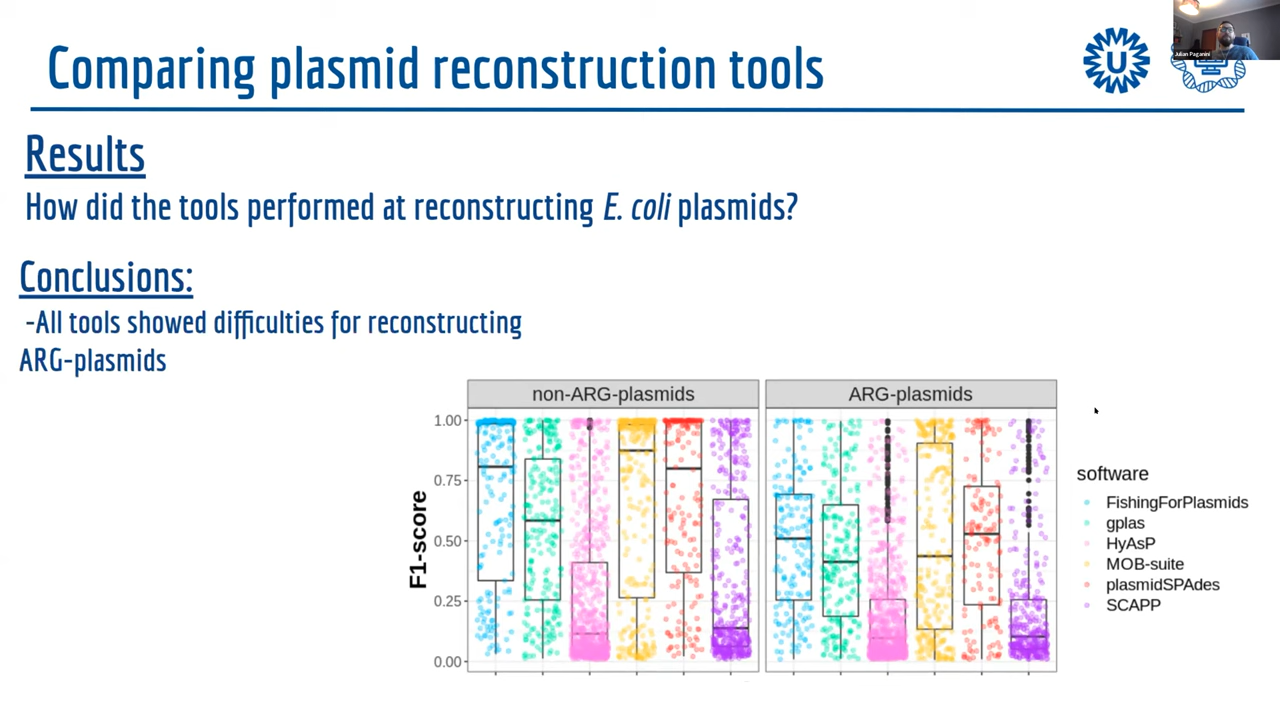 Comparing plasmid reconstruction tools
U
Julian Paganini
Results
How did the tools performed at reconstructing E. coli plasmids?
Conclusions:
-All tools showed difficulties for reconstructing
ARG-plasmids
non-ARG-plasmids
ARG-plasmids
F1-score
1.00
0.75
0.50
0.25
0.00
software
FishingForPlasmids
gplas
HyAsP
MOB-suite
plasmidSPAdes
SCAPP